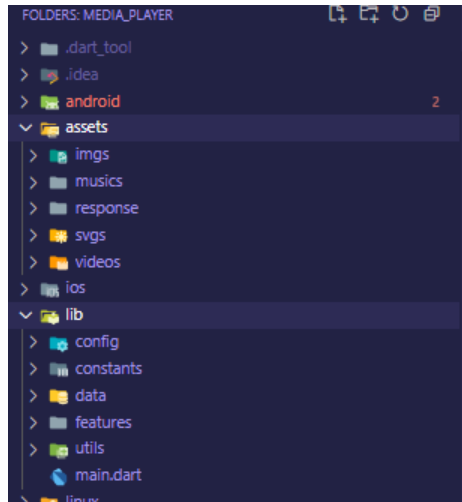 FOLDERS: MEDIA_PLAYER
.dart_tool
.idea
android 2
assets
imgs
musics
response
svgs
videos
ios
lib
config
constants
data
features
utils
main.dart
linux